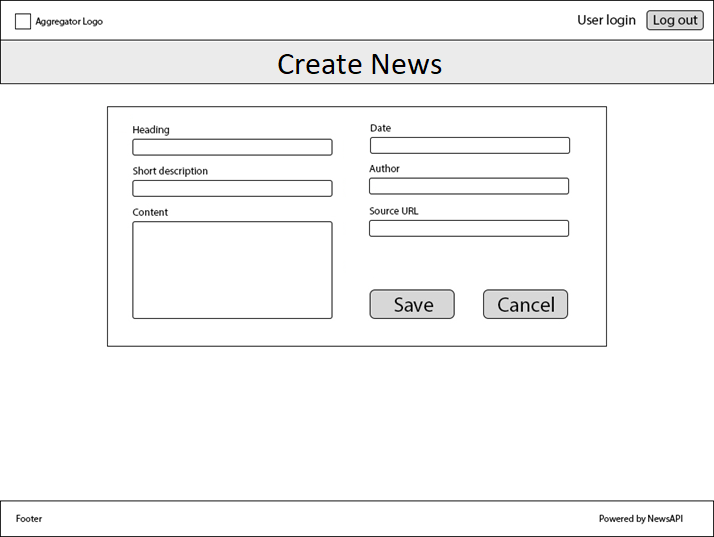 Aggregator Logo
User login
Log out
Create News
Heading
Short description
Content
Date
Author
Source URL
Save
Cancel
Footer
Powered by NewsAPI